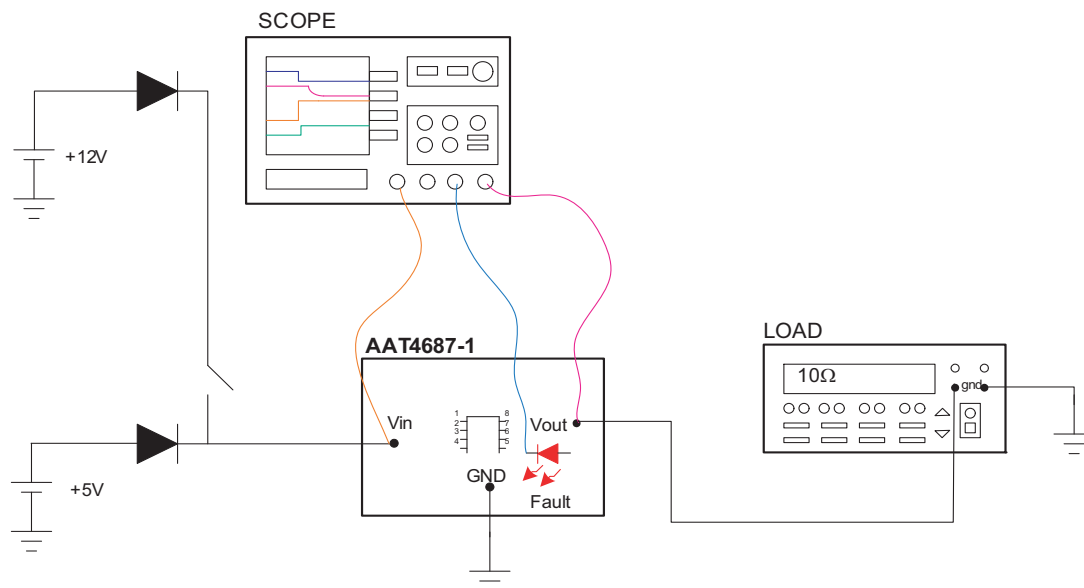 SCOPE
+12V
AAT4687-1
LOAD
10Ω
gnd
Vin
1
2
3
4
8
7
6
5
Vout
GND
Fault
+5V